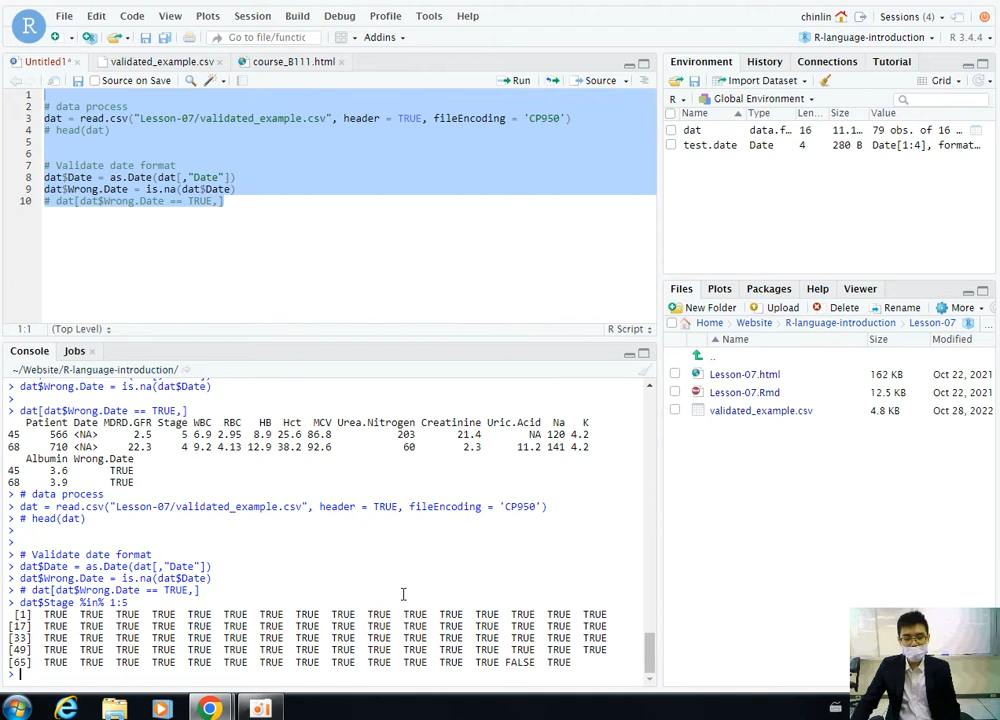 File Edit Code View Plots Session Build Debug Profile Tools Help
chinlin
Sessions (4)
R
Go to file/functic
Addins
R-language-introduction
R 3.4.4
Untitled1*
validated_example.csv
course_B111.html
Source on Save
Run
Source
1
2 # data process
3 dat = read.csv("Lesson-07/validated_example.csv", header = TRUE, fileEncoding = 'CP950')
4 # head(dat)
5
6
7 # Validate date format
8 dat$Date = as.Date(dat[,"Date"])
9 dat$Wrong.Date = is.na(dat$Date)
10 # dat[dat$Wrong.Date == TRUE,]
1:1 (Top Level) R Script
Console Jobs
~/Website/R-language-introduction/
> dat$Wrong.Date = is.na(dat$Date)
>
> dat[dat$Wrong.Date == TRUE,]
Patient Date MDRD.GFR Stage WBC RBC HB Hct MCV Urea.Nitrogen Creatinine Uric.Acid Na K
45 566 <NA> 2.5 5 6.9 2.95 8.9 25.6 86.8 203 21.4 NA 120 4.2
68 710 <NA> 22.3 4 9.2 4.13 12.9 38.2 92.6 60 2.3 11.2 141 4.2
Albumin Wrong.Date
45 3.6 TRUE
68 3.9 TRUE
> # data process
> dat = read.csv("Lesson-07/validated_example.csv", header = TRUE, fileEncoding = 'CP950')
> # head(dat)
>
>
> # Validate date format
> dat$Date = as.Date(dat[,"Date"])
> dat$Wrong.Date = is.na(dat$Date)
> # dat[dat$Wrong.Date == TRUE,]
> dat$Stage %in% 1:5
[1] TRUE TRUE TRUE TRUE TRUE TRUE TRUE TRUE TRUE TRUE TRUE TRUE TRUE TRUE TRUE TRUE
[17] TRUE TRUE TRUE TRUE TRUE TRUE TRUE TRUE TRUE TRUE TRUE TRUE TRUE TRUE TRUE TRUE
[33] TRUE TRUE TRUE TRUE TRUE TRUE TRUE TRUE TRUE TRUE TRUE TRUE TRUE TRUE TRUE TRUE
[49] TRUE TRUE TRUE TRUE TRUE TRUE TRUE TRUE TRUE TRUE TRUE TRUE TRUE TRUE TRUE TRUE
[65] TRUE TRUE TRUE TRUE TRUE TRUE TRUE TRUE TRUE TRUE TRUE TRUE TRUE FALSE TRUE
>
Environment History Connections Tutorial
Import Dataset
Grid
R Global Environment
Name Type Len... Size Value
dat data.f... 16 11.1... 79 obs. of 16 ...
test.date Date 4 280 B Date[1:4], format...
Files Plots Packages Help Viewer
New Folder Upload Delete Rename More
Home Website R-language-introduction Lesson-07
...
Name Size Modified
..
Lesson-07.html 162 KB Oct 22, 2021
Lesson-07.Rmd 12.5 KB Oct 22, 2021
validated_example.csv 4.8 KB Oct 28, 2022